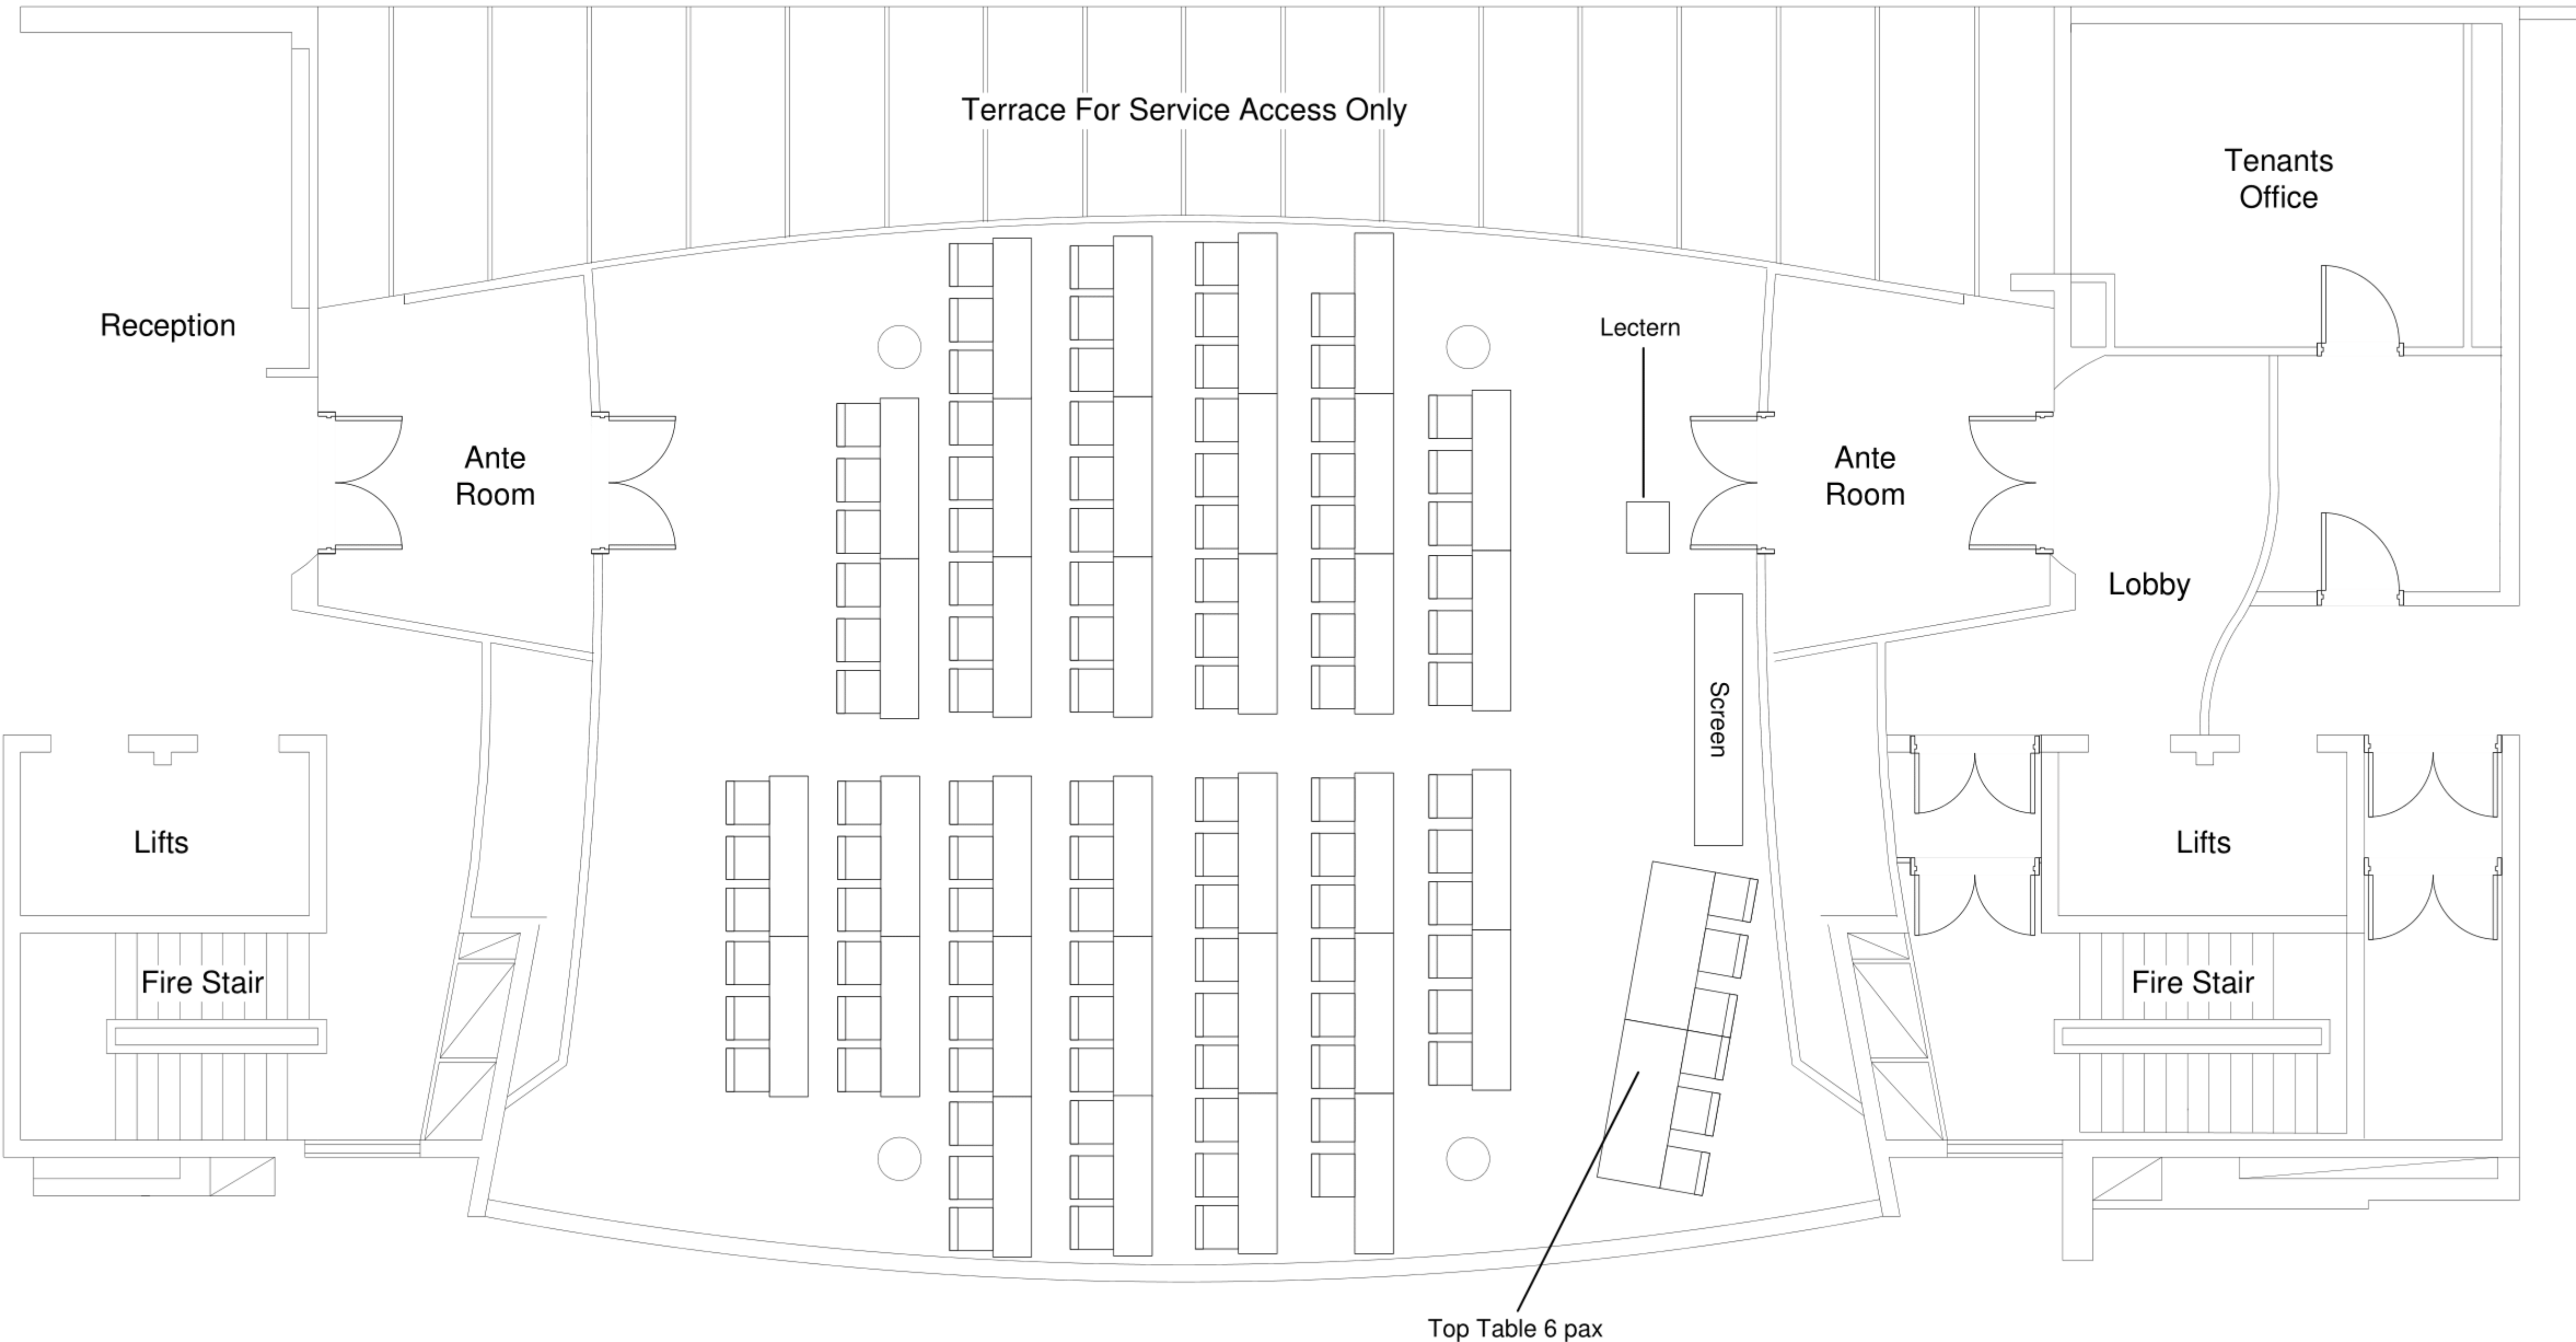 Terrace For Service Access Only
Tenants
Office
Reception
Lectern
Ante
Room
Ante
Room
Lobby
Screen
Lifts
Lifts
Fire Stair
Fire Stair
Top Table 6 pax